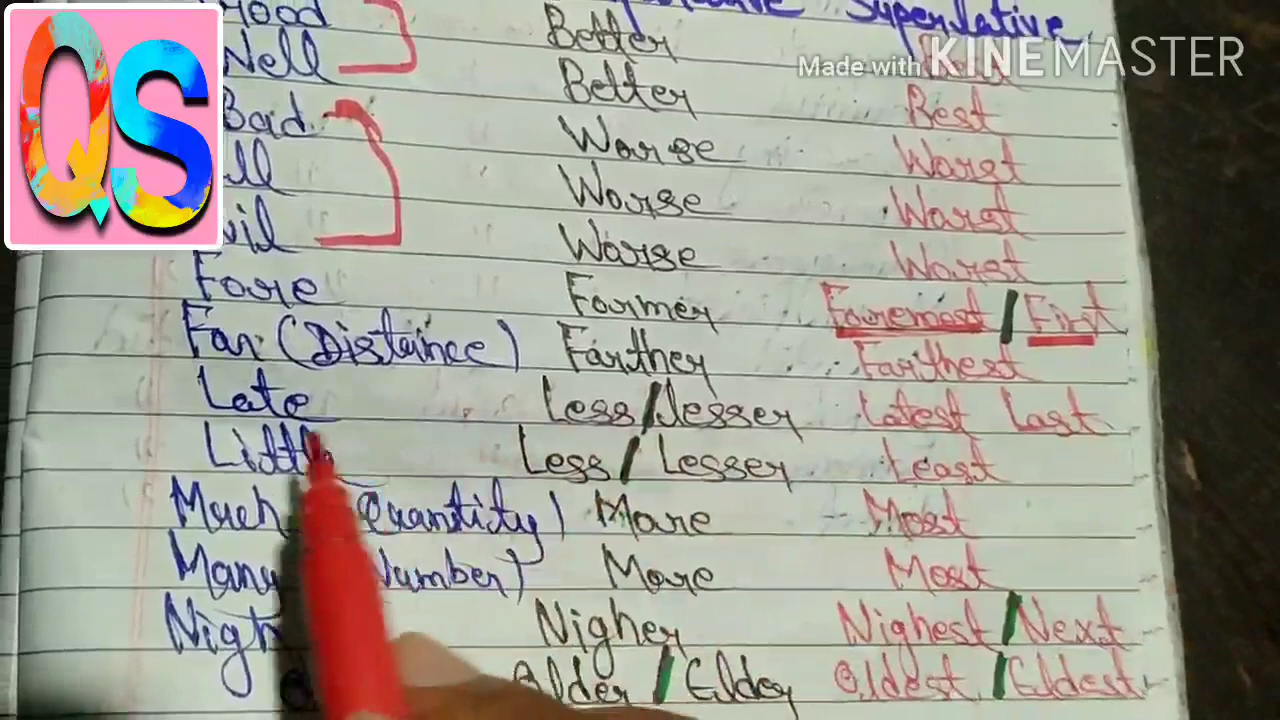 Superlative
Made with KINEMASTER
QS
Better
Well Better Best
Bad Worse Worst
Worse Worst
Worse Worst
Fore Former Foremost / First
Far (Distance) Farther Farthest
Late Less / Lesser Latest Last
Little Less / Lesser Least
Much (Quantity) More Most
Many (Number) More Most
Nigh Nigher Nighest / Next
Older / Elder Oldest / Eldest